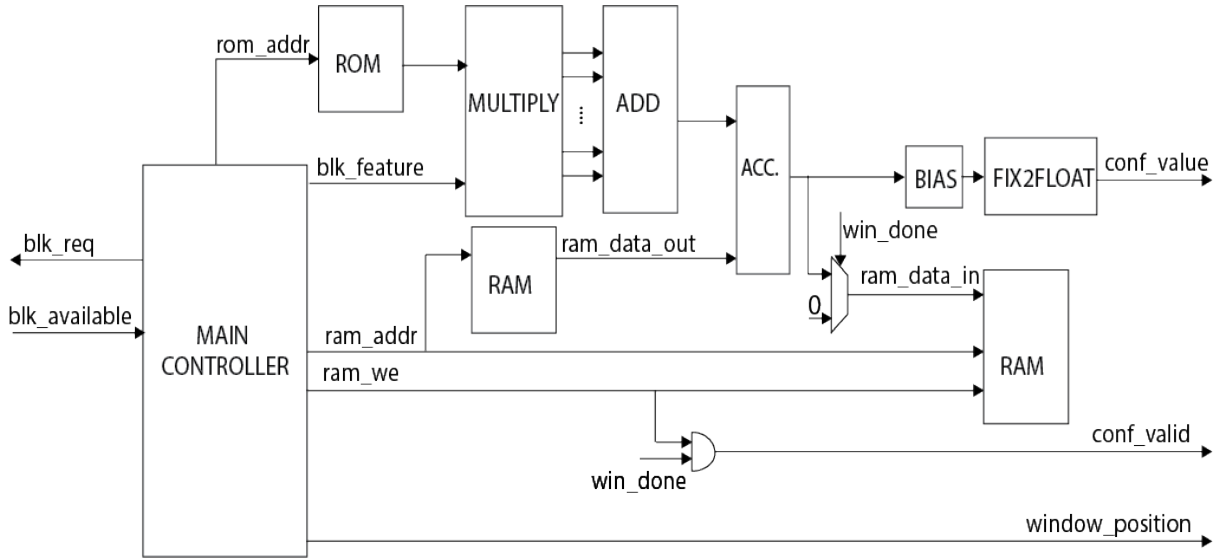 rom_addr
ROM
MULTIPLY
ADD
ACC.
blk_feature
BIAS
FIX2FLOAT
conf_value
blk_req
blk_available
MAIN
CONTROLLER
RAM
ram_data_out
win_done
ram_data_in
0
ram_addr
ram_we
RAM
win_done
conf_valid
window_position